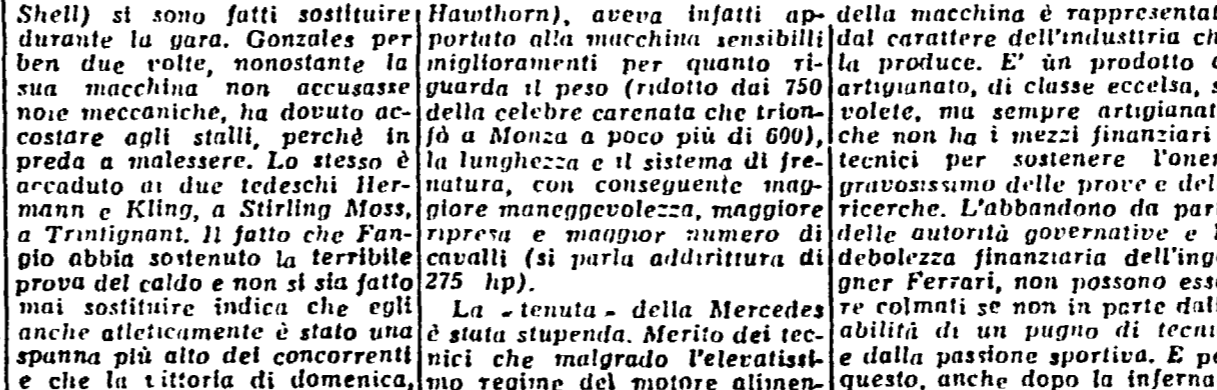 Shell) si sono fatti sostituire
durante la gara. Gonzales per
ben due volte, nonostante la
sua macchina non accusasse
noie meccaniche, ha dovuto ac-
costare agli stalli, perchè in
preda a malessere. Lo stesso è
accaduto ai due tedeschi Her-
mann e Kling, a Stirling Moss,
a Trintignant. Il fatto che Fan-
gio abbia sostenuto la terribile
prova del caldo e non si sia fatto
mai sostituire indica che egli
anche atleticamente è stato una
spanna più alto dei concorrenti
e che la vittoria di domenica,
Hawthorn), aveva infatti ap-
portato alla macchina sensibili
miglioramenti per quanto ri-
guarda il peso (ridotto dai 750
della celebre carenata che trion-
fò a Monza a poco più di 600),
la lunghezza e il sistema di fre-
natura, con conseguente mag-
giore maneggevolezza, maggiore
ripresa e maggior numero di
cavalli (si parla addirittura di
275 hp).
La «tenuta» della Mercedes
è stata stupenda. Merito dei tec-
nici che malgrado l'elevatissi-
mo regime del motore alimen-
della macchina è rappresentat
dal carattere dell'industtria ch
la produce. E' un prodotto d
artigianato, di classe eccelsa, s
volete, ma sempre artigianat
che non ha i mezzi finanziari
tecnici per sostenere l'oner
gravosissimo delle prove e del
ricerche. L'abbandono da par
delle autorità governative e l
debolezza finanziaria dell'inge
gner Ferrari, non possono esse
re colmati se non in parte dall
abilità di un pugno di tecni
e dalla passione sportiva. E pe
questo, anche dopo la inferna